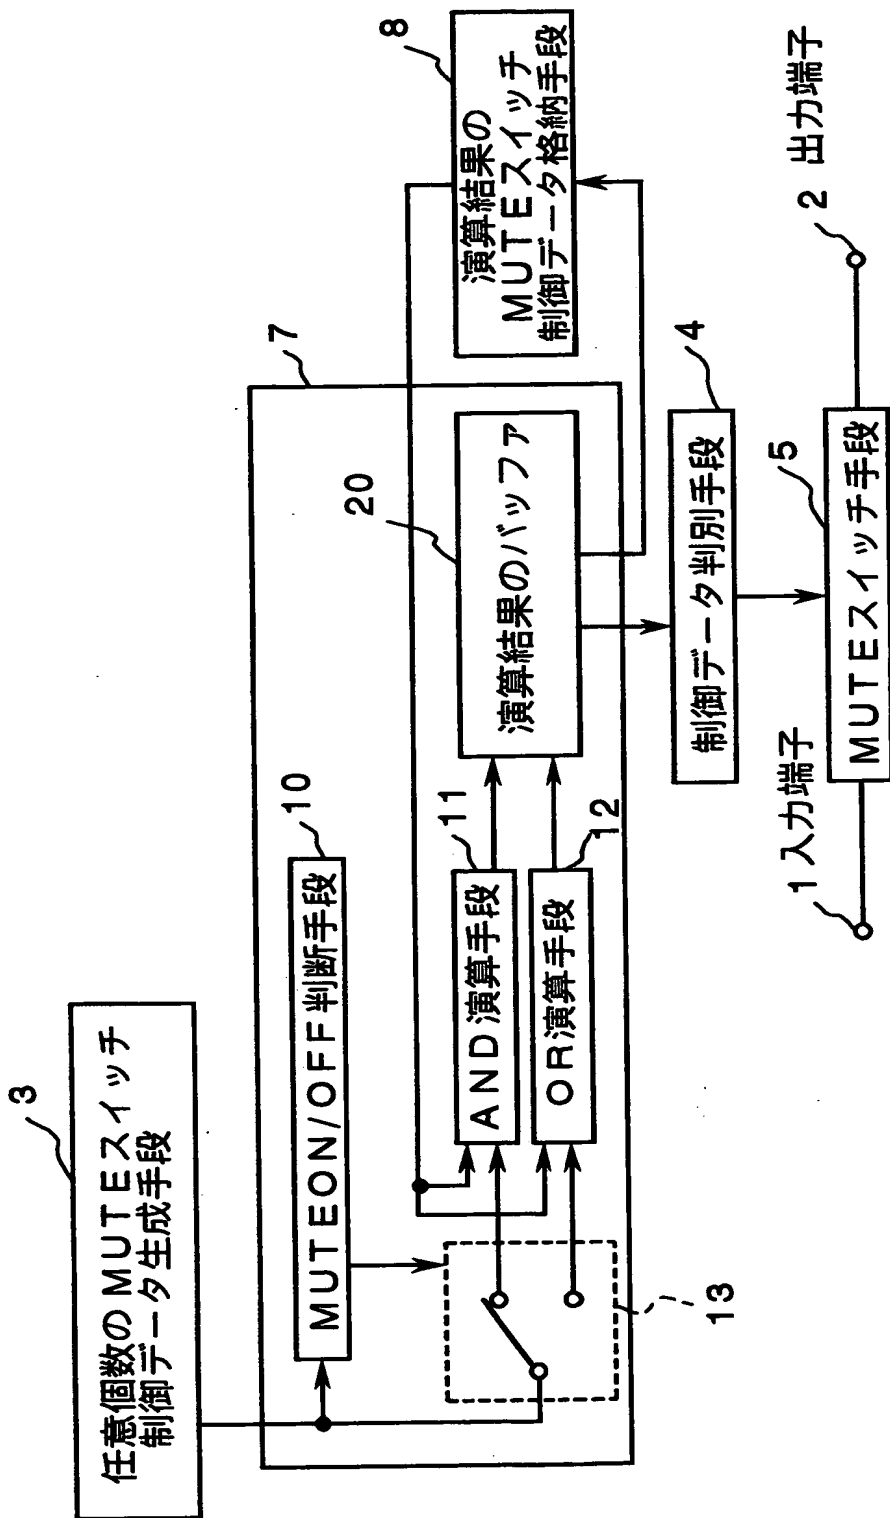 3
任意個数のMUTEスイッチ
制御データ生成手段
7
10
MUTEON/OFF判断手段
13
11
AND演算手段
12
OR演算手段
20
演算結果のバッファ
8
演算結果の
MUTEスイッチ
制御データ格納手段
4
制御データ判別手段
5
MUTEスイッチ手段
1 入力端子
2 出力端子